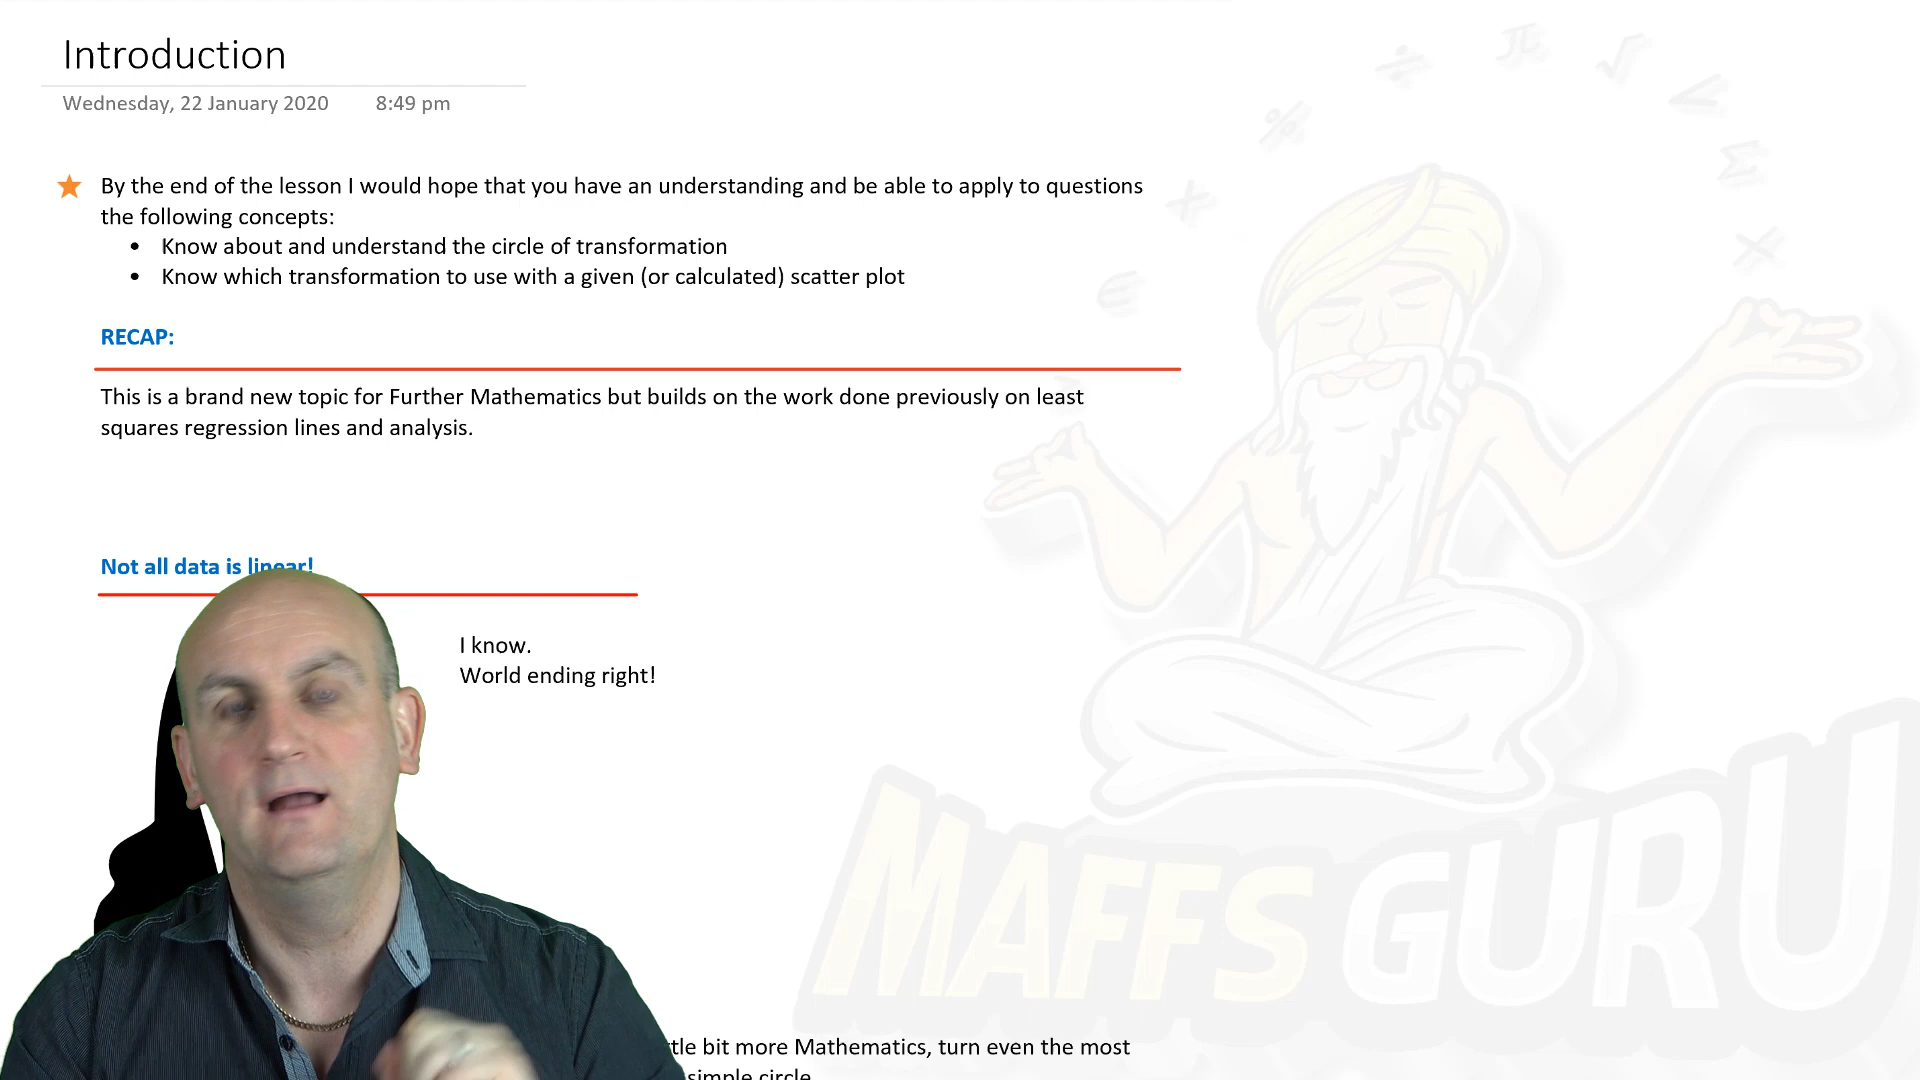 Introduction
Wednesday, 22 January 2020 8:49 pm
By the end of the lesson I would hope that you have an understanding and be able to apply to questions
the following concepts:
• Know about and understand the circle of transformation
• Know which transformation to use with a given (or calculated) scatter plot
RECAP:
This is a brand new topic for Further Mathematics but builds on the work done previously on least
squares regression lines and analysis.
Not all data is linear!
I know.
World ending right!
bit more Mathematics, turn even the most
simple circle
÷ π √ < % Σ + × €
MAFFS GURU